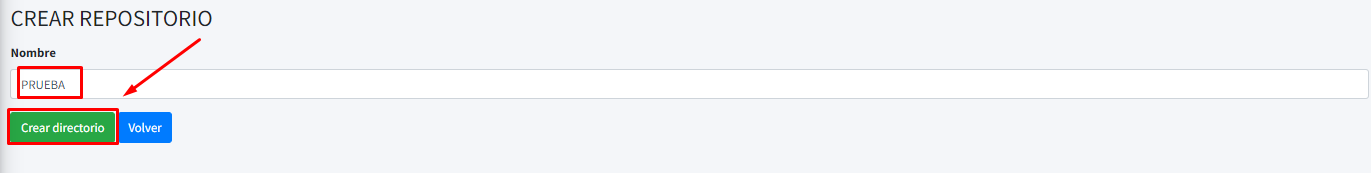 CREAR REPOSITORIO
Nombre
PRUEBA
Crear directorio Volver